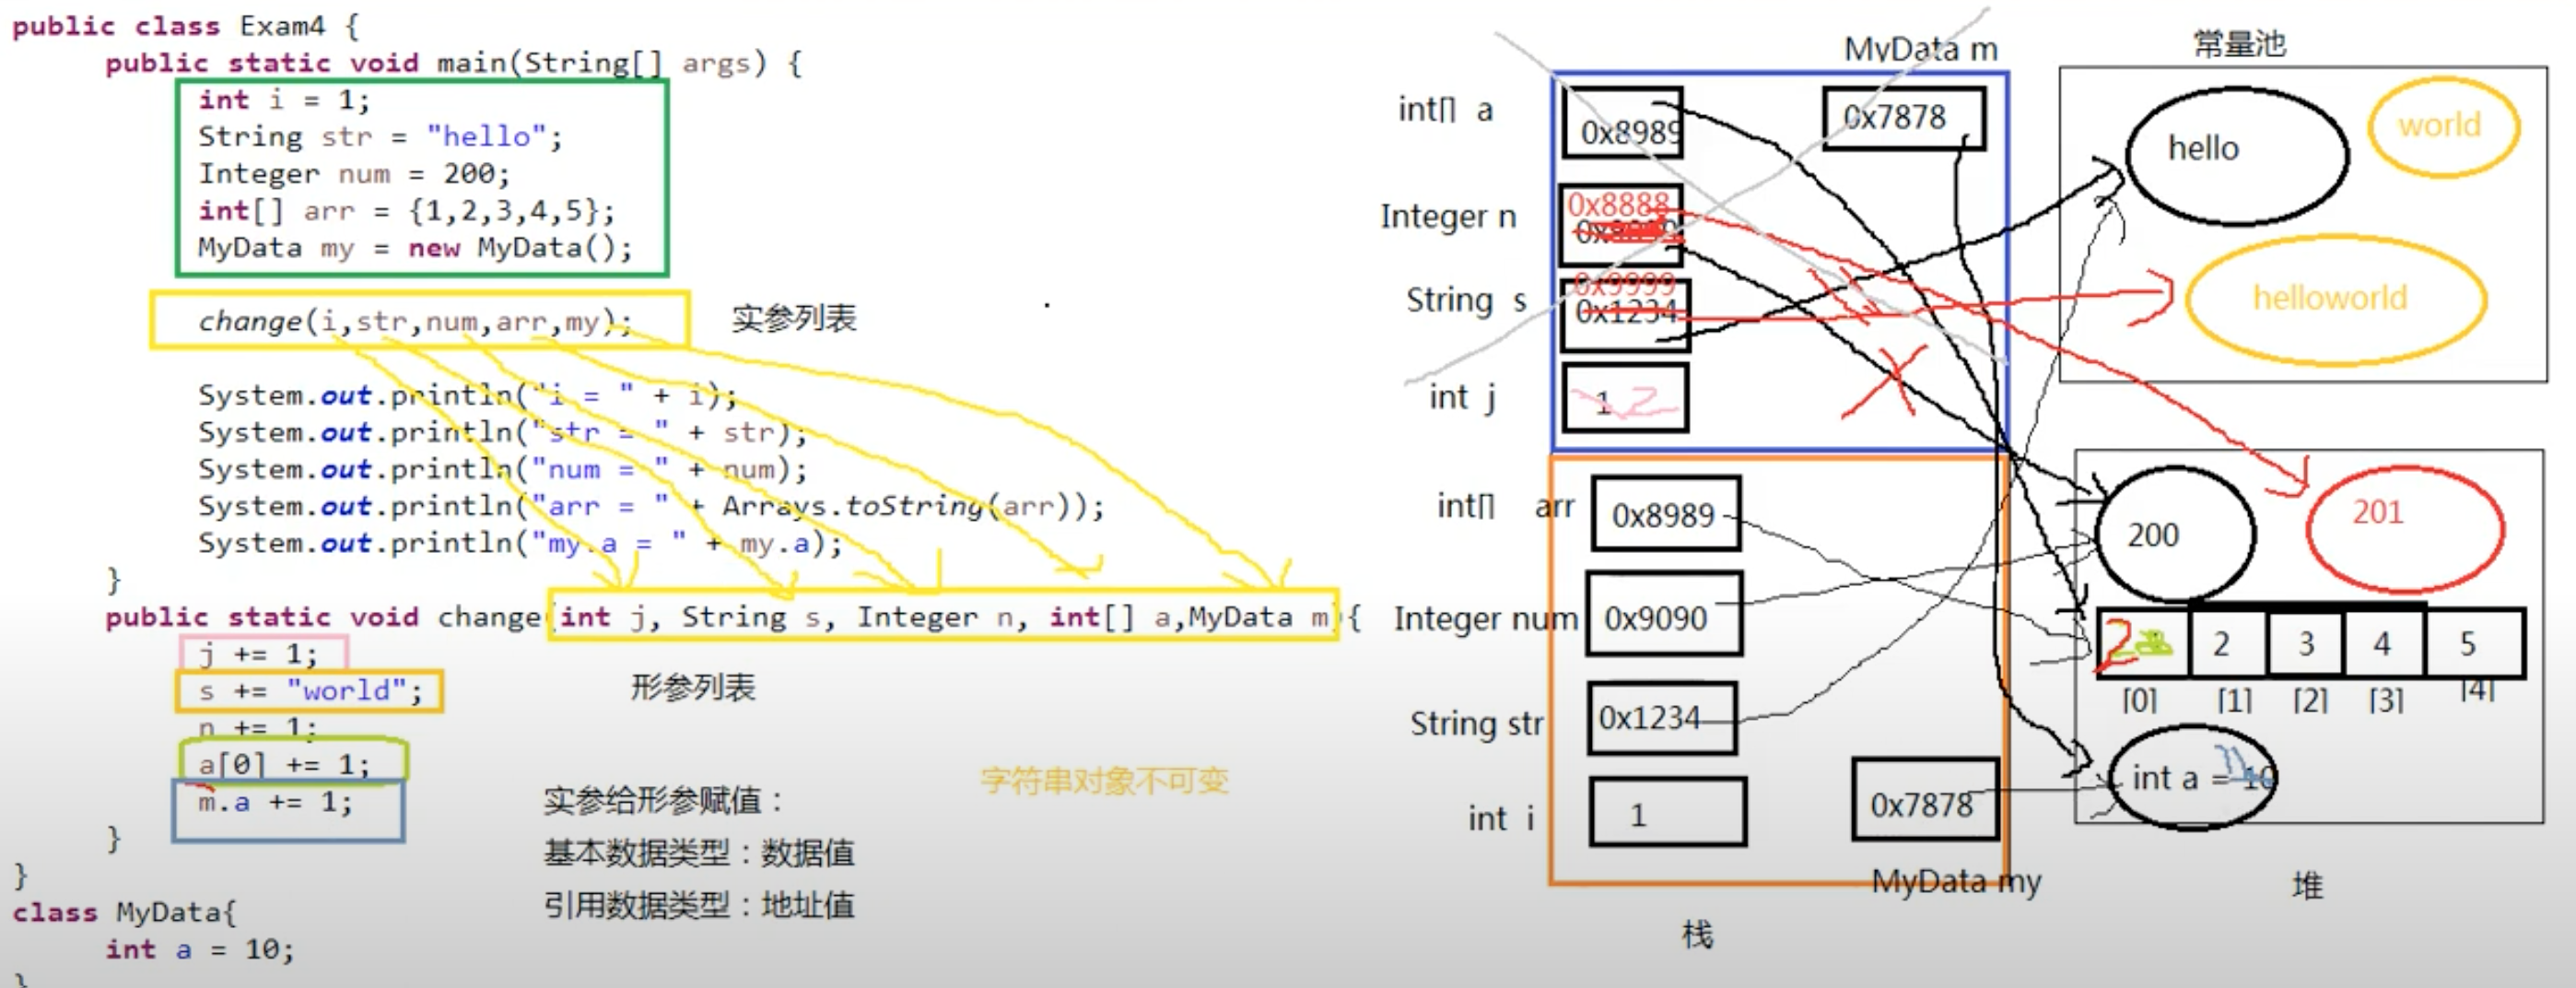 public class Exam4 {
public static void main(String[] args) {
int i = 1;
String str = "hello";
Integer num = 200;
int[] arr = {1,2,3,4,5};
MyData my = new MyData();
change(i,str,num,arr,my);
实参列表
System.out.println("i = " + i);
System.out.println("str = " + str);
System.out.println("num = " + num);
System.out.println("arr = " + Arrays.toString(arr));
System.out.println("my.a = " + my.a);
}
public static void change(int j, String s, Integer n, int[] a,MyData m){
j += 1;
s += "world";
形参列表
n += 1;
a[0] += 1;
m.a += 1;
}
}
class MyData{
int a = 10;
}
字符串对象不可变
实参给形参赋值：
基本数据类型：数据值
引用数据类型：地址值
MyData m
int[] a
0x8989
0x7878
Integer n
0x8888
String s
0x9999
0x1234
int j
1 2
int[] arr
0x8989
Integer num
0x9090
String str
0x1234
int i
1
0x7878
MyData my
栈
常量池
hello
world
helloworld
200
201
2 2 3 4 5
[0] [1] [2] [3] [4]
int a = 10
堆